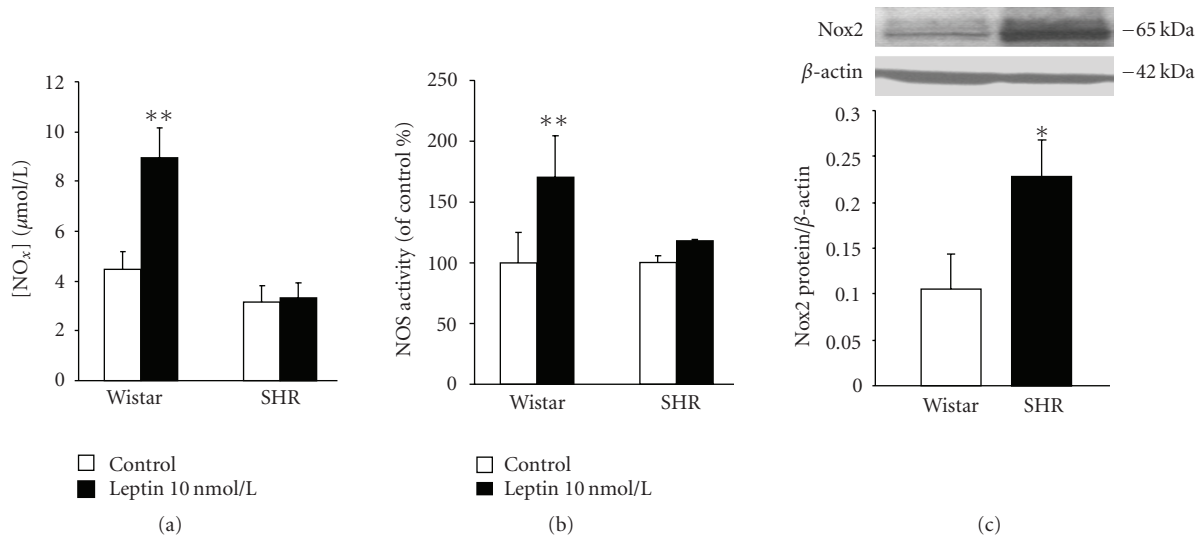 12
10
8
6
4
2
0
[NOx] (μmol/L)
**
Wistar
SHR
Control
Leptin 10 nmol/L
(a)
250
200
150
100
50
0
NOS activity (of control %)
**
Wistar
SHR
Control
Leptin 10 nmol/L
(b)
Nox2
−65 kDa
β-actin
−42 kDa
0.3
0.25
0.2
0.15
0.1
0.05
0
Nox2 protein/β-actin
*
Wistar
SHR
(c)